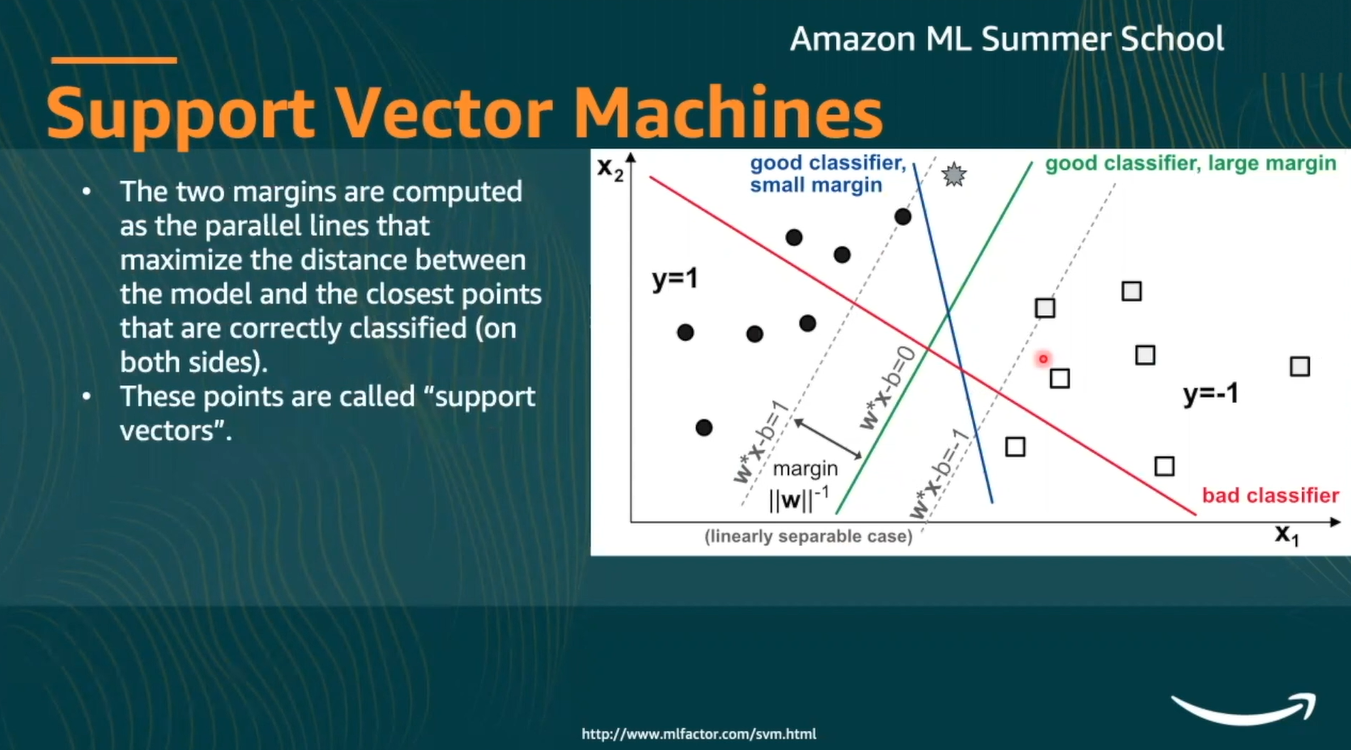 Amazon ML Summer School
Support Vector Machines
• The two margins are computed
as the parallel lines that
maximize the distance between
the model and the closest points
that are correctly classified (on
both sides).
• These points are called “support
vectors”.
x₂
good classifier,
small margin
good classifier, large margin
y=1
w*x-b=1
w*x-b=0
w*x-b=-1
margin
||w||⁻¹
y=-1
bad classifier
(linearly separable case)
x₁
http://www.mlfactor.com/svm.html